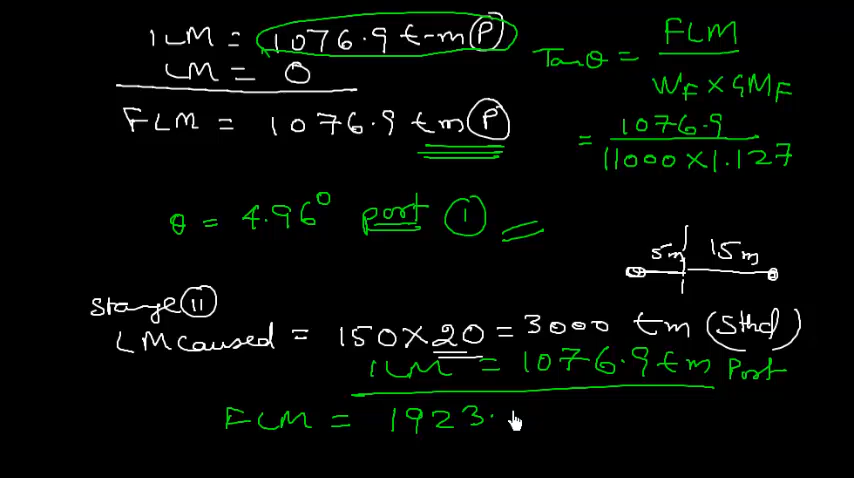 ILM = 1076.9 t-m (P)
LM = 0
FLM = 1076.9 tm (P)
Tanθ = FLM / WF × GMF
= 1076.9 / 11000 × 1.127
θ = 4.96° port (I)
5m 15m
Stage (II)
LM caused = 150 × 20 = 3000 tm (Stbd)
ILM = 1076.9 tm Port
FLM = 1923.